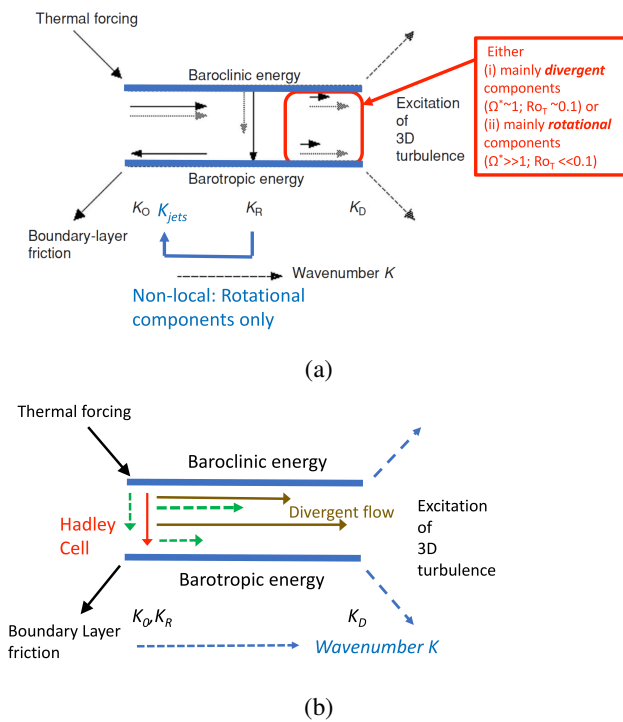 Thermal forcing
Baroclinic energy
Either
(i) mainly divergent
components
(Ω*~1; Ro_T ~0.1) or
(ii) mainly rotational
components
(Ω*>>1; Ro_T <<0.1)
Excitation
of
3D
turbulence
Barotropic energy
K_O K_jets K_R K_D
Boundary-layer
friction
Wavenumber K
Non-local: Rotational
components only
(a)
Thermal forcing
Baroclinic energy
Hadley
Cell
Divergent flow
Excitation
of
3D
turbulence
Barotropic energy
K_0,K_R K_D
Boundary Layer
friction
Wavenumber K
(b)